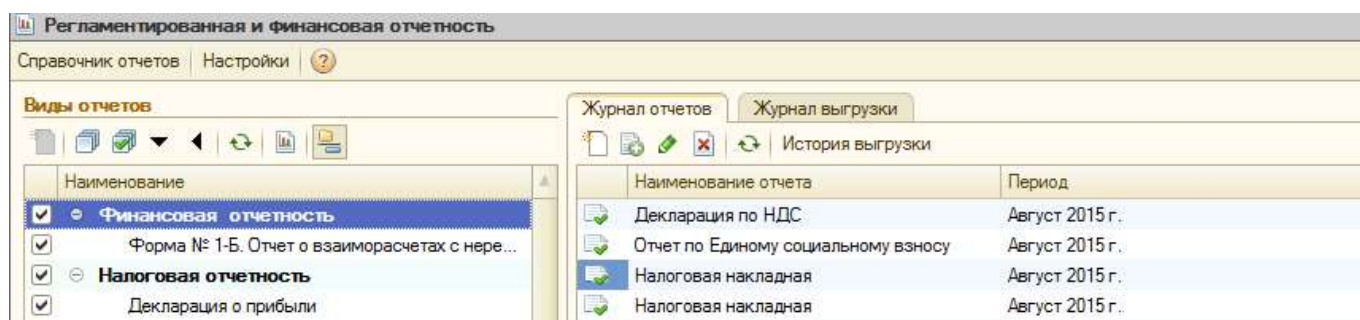 Регламентированная и финансовая отчетность
Справочник отчетов Настройки ?
Виды отчетов
Наименование
Финансовая отчетность
Форма № 1-Б. Отчет о взаиморасчетах с нере...
Налоговая отчетность
Декларация о прибыли
Журнал отчетов Журнал выгрузки
История выгрузки
Наименование отчета Период
Декларация по НДС Август 2015 г.
Отчет по Единому социальному взносу Август 2015 г.
Налоговая накладная Август 2015 г.
Налоговая накладная Август 2015 г.